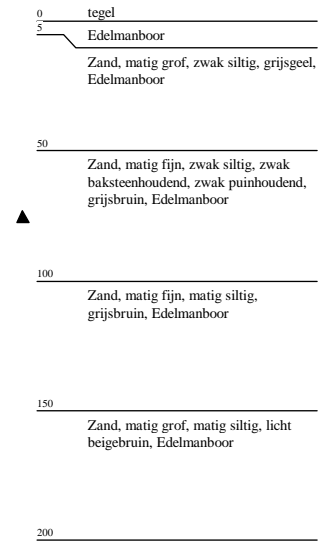 0 tegel
5 Edelmanboor
Zand, matig grof, zwak siltig, grijsgeel,
Edelmanboor
50
Zand, matig fijn, zwak siltig, zwak
baksteenhoudend, zwak puinhoudend,
grijsbruin, Edelmanboor
100
Zand, matig fijn, matig siltig,
grijsbruin, Edelmanboor
150
Zand, matig grof, matig siltig, licht
beigebruin, Edelmanboor
200